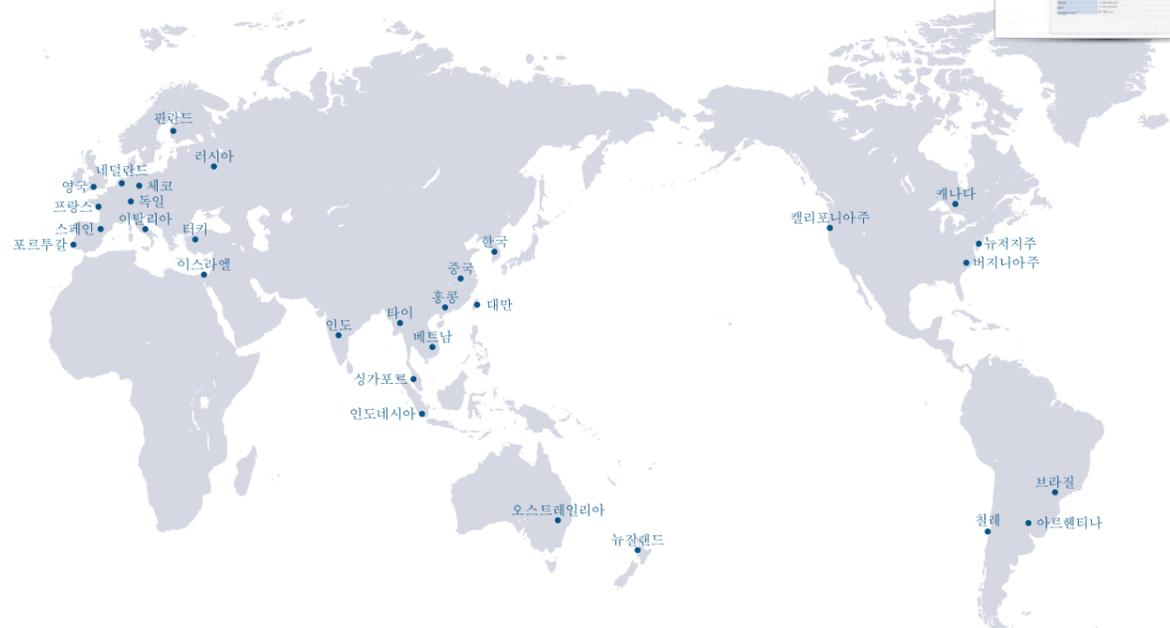 핀란드
러시아
네덜란드
영국
체코
독일
프랑스
이탈리아
스페인
터키
포르투갈
이스라엘
한국
중국
홍콩
대만
타이
인도
베트남
싱가포르
인도네시아
오스트레일리아
뉴질랜드
캐나다
캘리포니아주
뉴저지주
버지니아주
브라질
칠레
아르헨티나